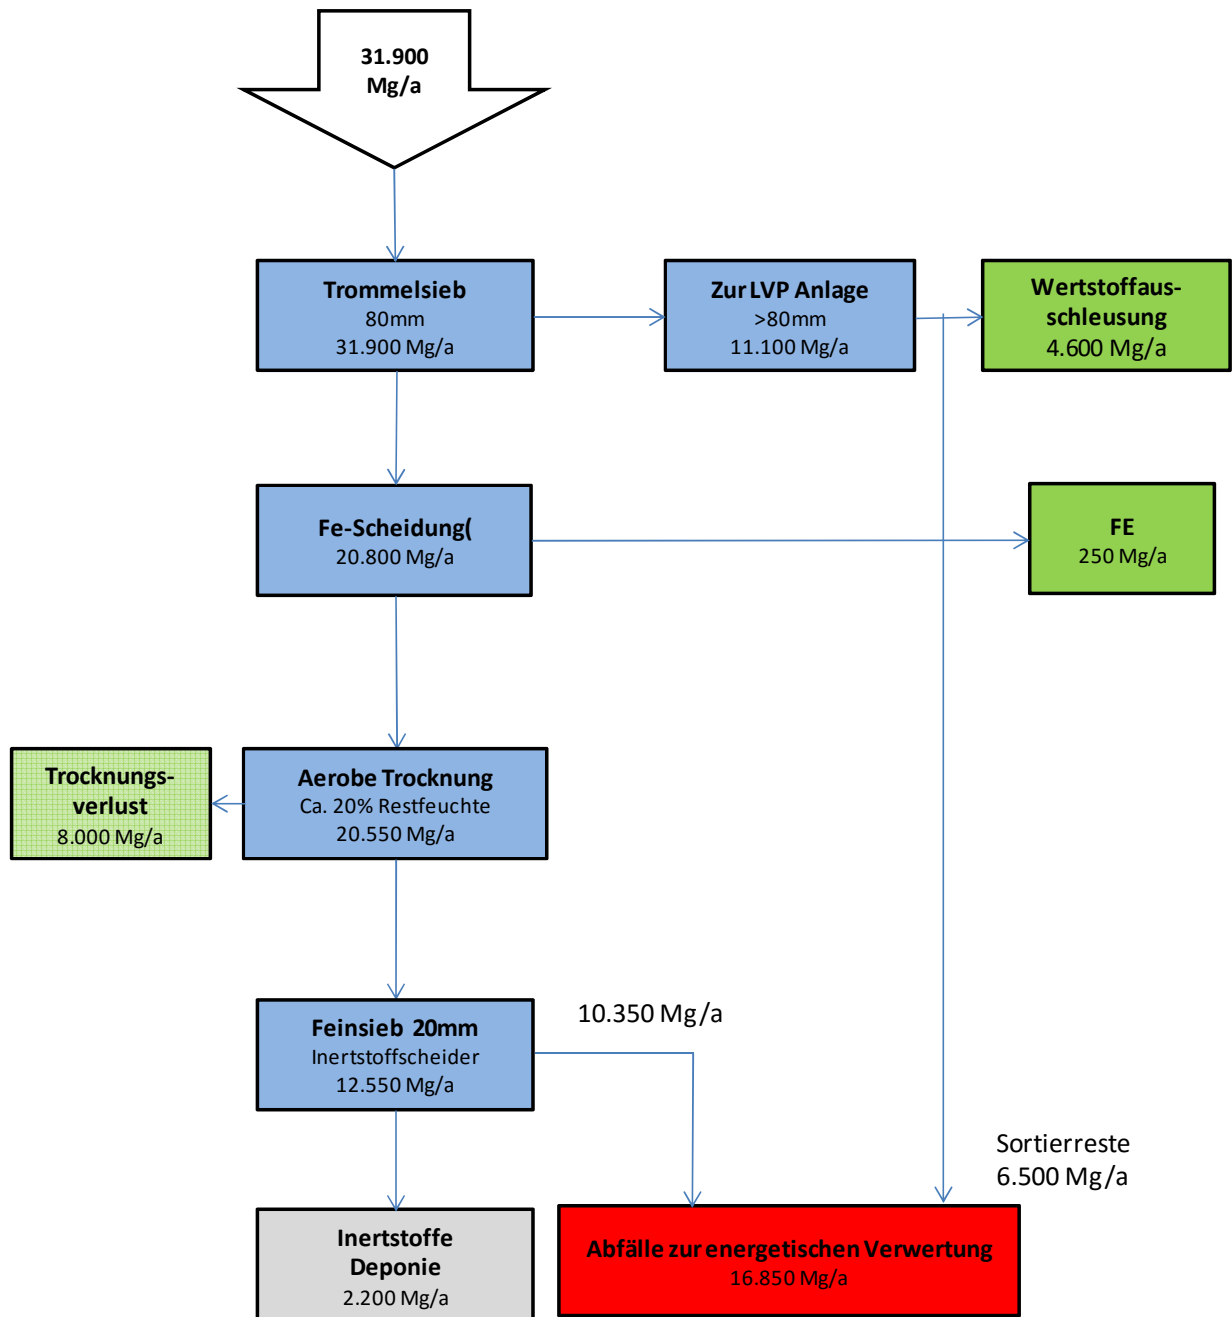 31.900
Mg/a
Trommelsieb
80mm
31.900 Mg/a
Zur LVP Anlage
>80mm
11.100 Mg/a
Wertstoffaus-
schleusung
4.600 Mg/a
Fe-Scheidung(
20.800 Mg/a
FE
250 Mg/a
Trocknungs-
verlust
8.000 Mg/a
Aerobe Trocknung
Ca. 20% Restfeuchte
20.550 Mg/a
Feinsieb 20mm
Inertstoffscheider
12.550 Mg/a
10.350 Mg/a
Sortierreste
6.500 Mg/a
Inertstoffe
Deponie
2.200 Mg/a
Abfälle zur energetischen Verwertung
16.850 Mg/a